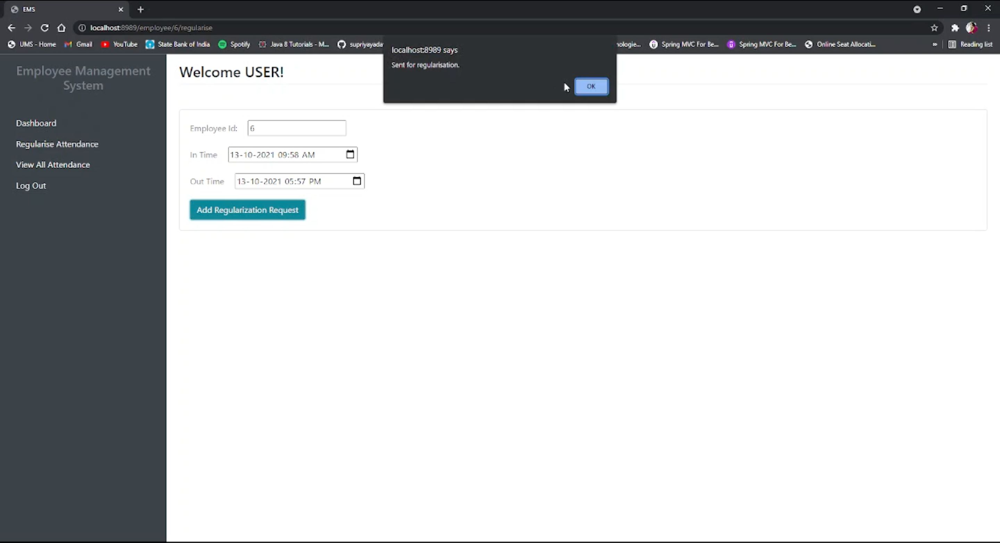 EMS
localhost:8989/employee/6/regularise
UMS - Home Gmail YouTube State Bank of India Spotify Java 8 Tutorials - M... supriyayada nologie... Spring MVC For Be... Spring MVC For Be... Online Seat Allocati... » Reading list
localhost:8989 says
Sent for regularisation.
OK
Employee Management
System
Dashboard
Regularise Attendance
View All Attendance
Log Out
Welcome USER!
Employee Id: 6
In Time 13-10-2021 09:58 AM
Out Time 13-10-2021 05:57 PM
Add Regularization Request